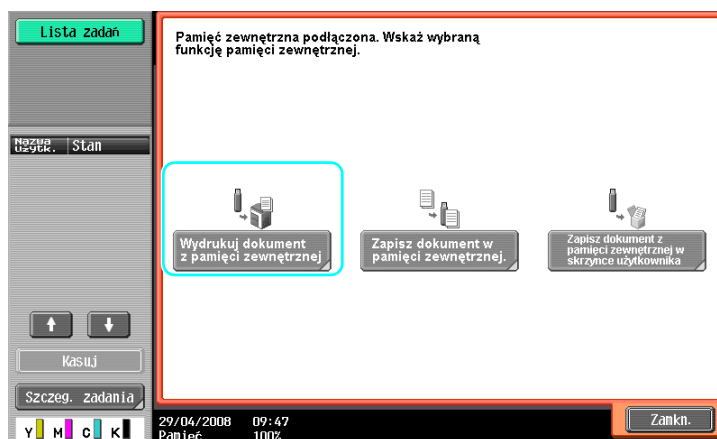 Lista zadań
Pamięć zewnętrzna podłączona. Wskaż wybraną
funkcję pamięci zewnętrznej.
Nazwa
użytk.
Stan
Wydrukuj dokument
z pamięci zewnętrznej
Zapisz dokument w
pamięci zewnętrznej.
Zapisz dokument z
pamięci zewnętrznej w
skrzynce użytkownika
Kasuj
Szczeg. zadania
Y M C K
29/04/2008 09:47
Pamięć 100%
Zamkn.